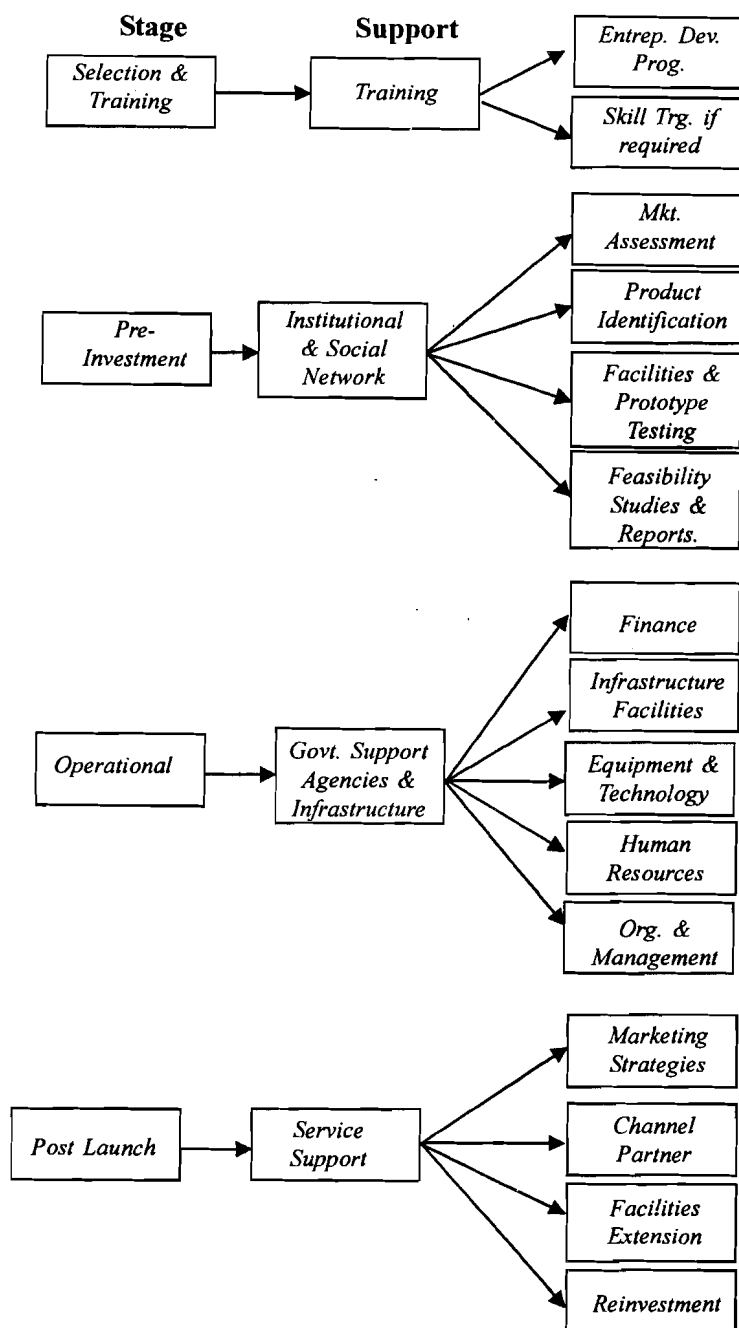 Stage
Support
Selection &
Training
Training
Entrep. Dev.
Prog.
Skill Trg. if
required
Pre-
Investment
Institutional
& Social
Network
Mkt.
Assessment
Product
Identification
Facilities &
Prototype
Testing
Feasibility
Studies &
Reports.
Operational
Govt. Support
Agencies &
Infrastructure
Finance
Infrastructure
Facilities
Equipment &
Technology
Human
Resources
Org. &
Management
Post Launch
Service
Support
Marketing
Strategies
Channel
Partner
Facilities
Extension
Reinvestment